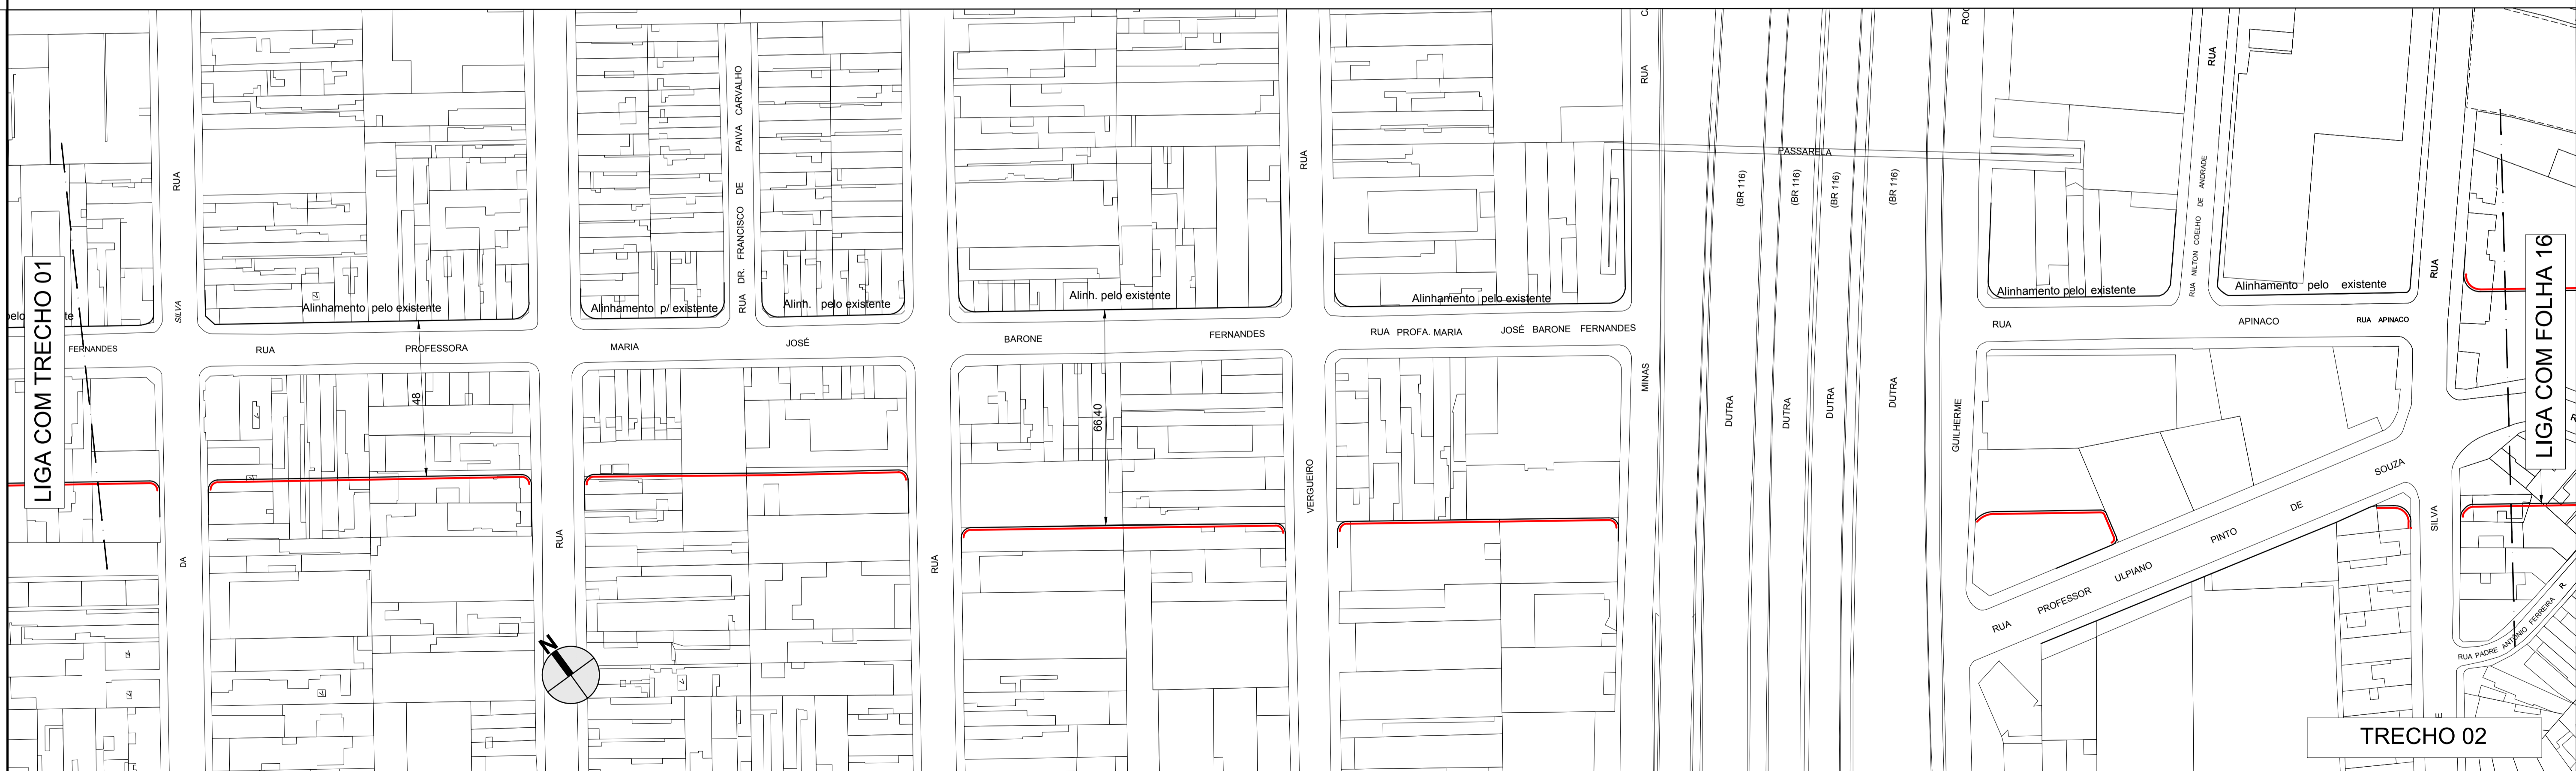 LIGA COM TRECHO 01
FERNANDES
RUA
SILVA
DA
RUA
PROFESSORA
MARIA
JOSÉ
BARONE
FERNANDES
RUA PROFA. MARIA
JOSÉ BARONE FERNANDES
Alinhamento pelo existente
Alinhamento p/ existente
Alinh. pelo existente
Alinh. pelo existente
Alinhamento pelo existente
Alinhamento pelo existente
Alinhamento pelo existente
48
66,40
RUA DR. FRANCISCO DE PAIVA CARVALHO
RUA
RUA
RUA
VERGUEIRO
RUA
MINAS
PASSARELA
(BR 116)
(BR 116)
(BR 116)
(BR 116)
DUTRA
DUTRA
DUTRA
DUTRA
GUILHERME
RUA
APINACO
RUA APINACO
RUA NILTON COELHO DE ANDRADE
RUA
RUA
SILVA
RUA PROFESSOR ULPIANO PINTO DE SOUZA
RUA PADRE ANTÔNIO FERREIRA
R.
LIGA COM FOLHA 16
N
TRECHO 02